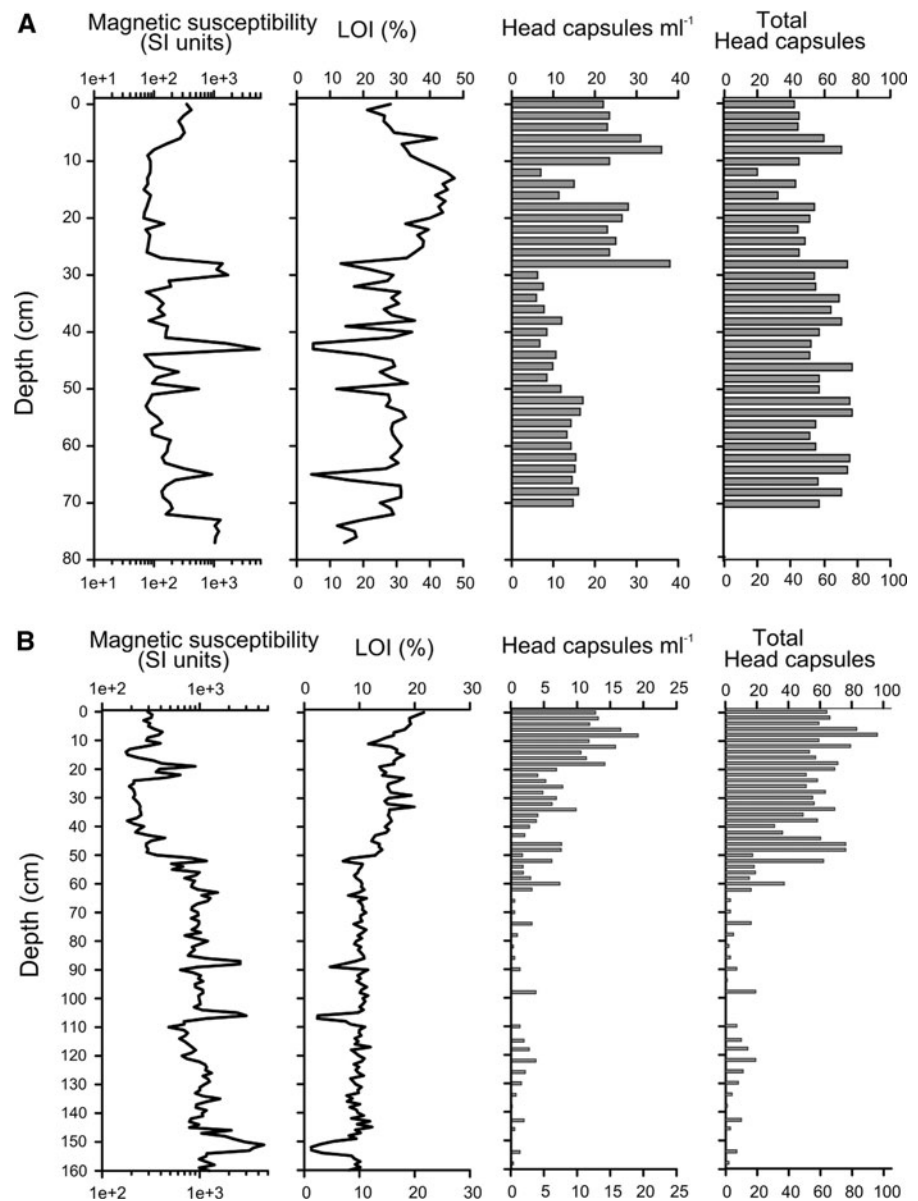 A
Magnetic susceptibility
(SI units)
LOI (%)
Head capsules ml-1
Total
Head capsules
1e+1 1e+2 1e+3
0 10 20 30 40 50
0 10 20 30 40
0 20 40 60 80 100
Depth (cm)
0
10
20
30
40
50
60
70
80
1e+1 1e+2 1e+3
0 10 20 30 40 50
0 10 20 30 40
0 20 40 60 80 100
B
Magnetic susceptibility
(SI units)
LOI (%)
Head capsules ml-1
Total
Head capsules
1e+2 1e+3
0 10 20 30
0 5 10 15 20 25
0 20 40 60 80 100
Depth (cm)
0
10
20
30
40
50
60
70
80
90
100
110
120
130
140
150
160
1e+2 1e+3
0 10 20 30
0 5 10 15 20 25
0 20 40 60 80 100